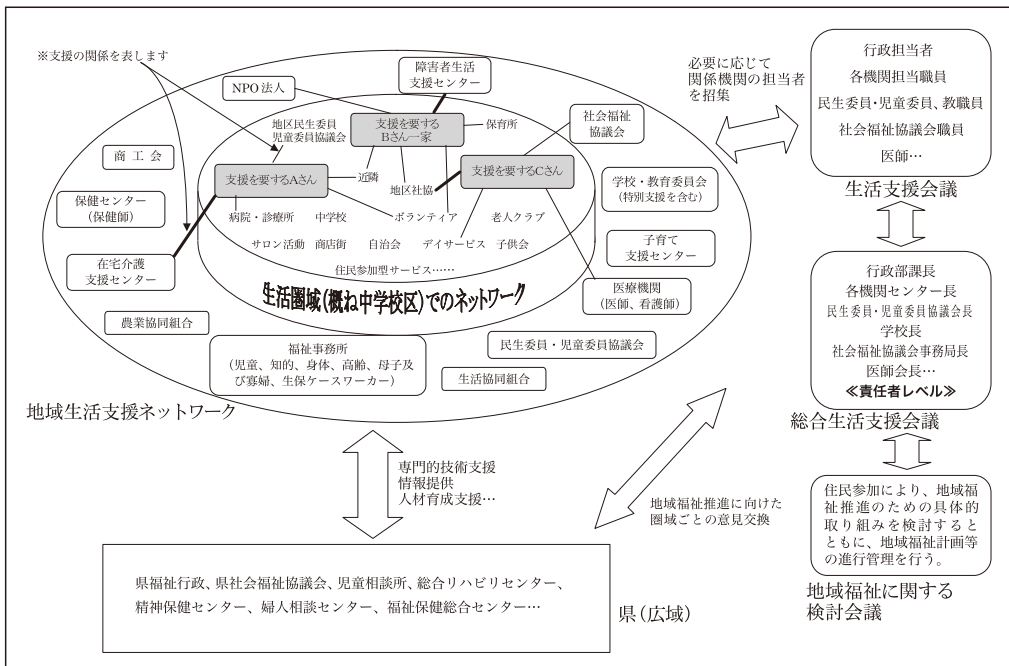 ※支援の関係を表します
NPO 法人
障害者生活
支援センター
地区民生委員
児童委員協議会
支援を要する
Bさん一家
保育所
社会福祉
協議会
商工会
支援を要するAさん
近隣
地区社協
支援を要するCさん
学校・教育委員会
(特別支援を含む)
保健センター
(保健師)
病院・診療所
中学校
ボランティア
老人クラブ
サロン活動
商店街
自治会
デイサービス
子供会
子育て
支援センター
在宅介護
支援センター
住民参加型サービス……
生活圏域(概ね中学校区)でのネットワーク
医療機関
(医師、看護師)
農業協同組合
福祉事務所
(児童、知的、身体、高齢、母子及
び寡婦、生保ケースワーカー)
民生委員・児童委員協議会
生活協同組合
地域生活支援ネットワーク
必要に応じて
関係機関の担当者
を招集
行政担当者
各機関担当職員
民生委員・児童委員、教職員
社会福祉協議会職員
医師…
生活支援会議
行政部課長
各機関センター長
民生委員・児童委員協議会長
学校長
社会福祉協議会事務局長
医師会長…
≪責任者レベル≫
総合生活支援会議
専門的技術支援
情報提供
人材育成支援…
地域福祉推進に向けた
圏域ごとの意見交換
住民参加により、地域福
祉推進のための具体的
取り組みを検討すると
ともに、地域福祉計画等
の進行管理を行う。
地域福祉に関する
検討会議
県福祉行政、県社会福祉協議会、児童相談所、総合リハビリセンター、
精神保健センター、婦人相談センター、福祉保健総合センター…
県(広域)